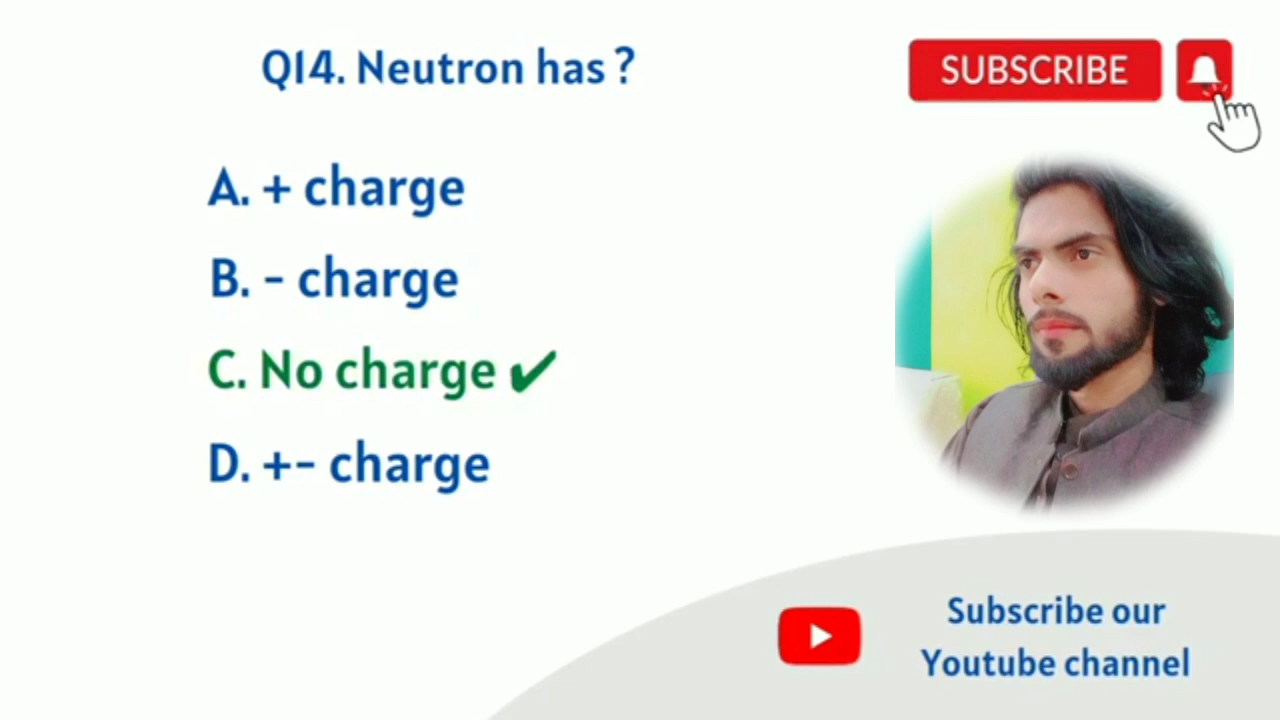 Q14. Neutron has ?
SUBSCRIBE
A. + charge
B. - charge
C. No charge ✔
D. +- charge
Subscribe our
Youtube channel